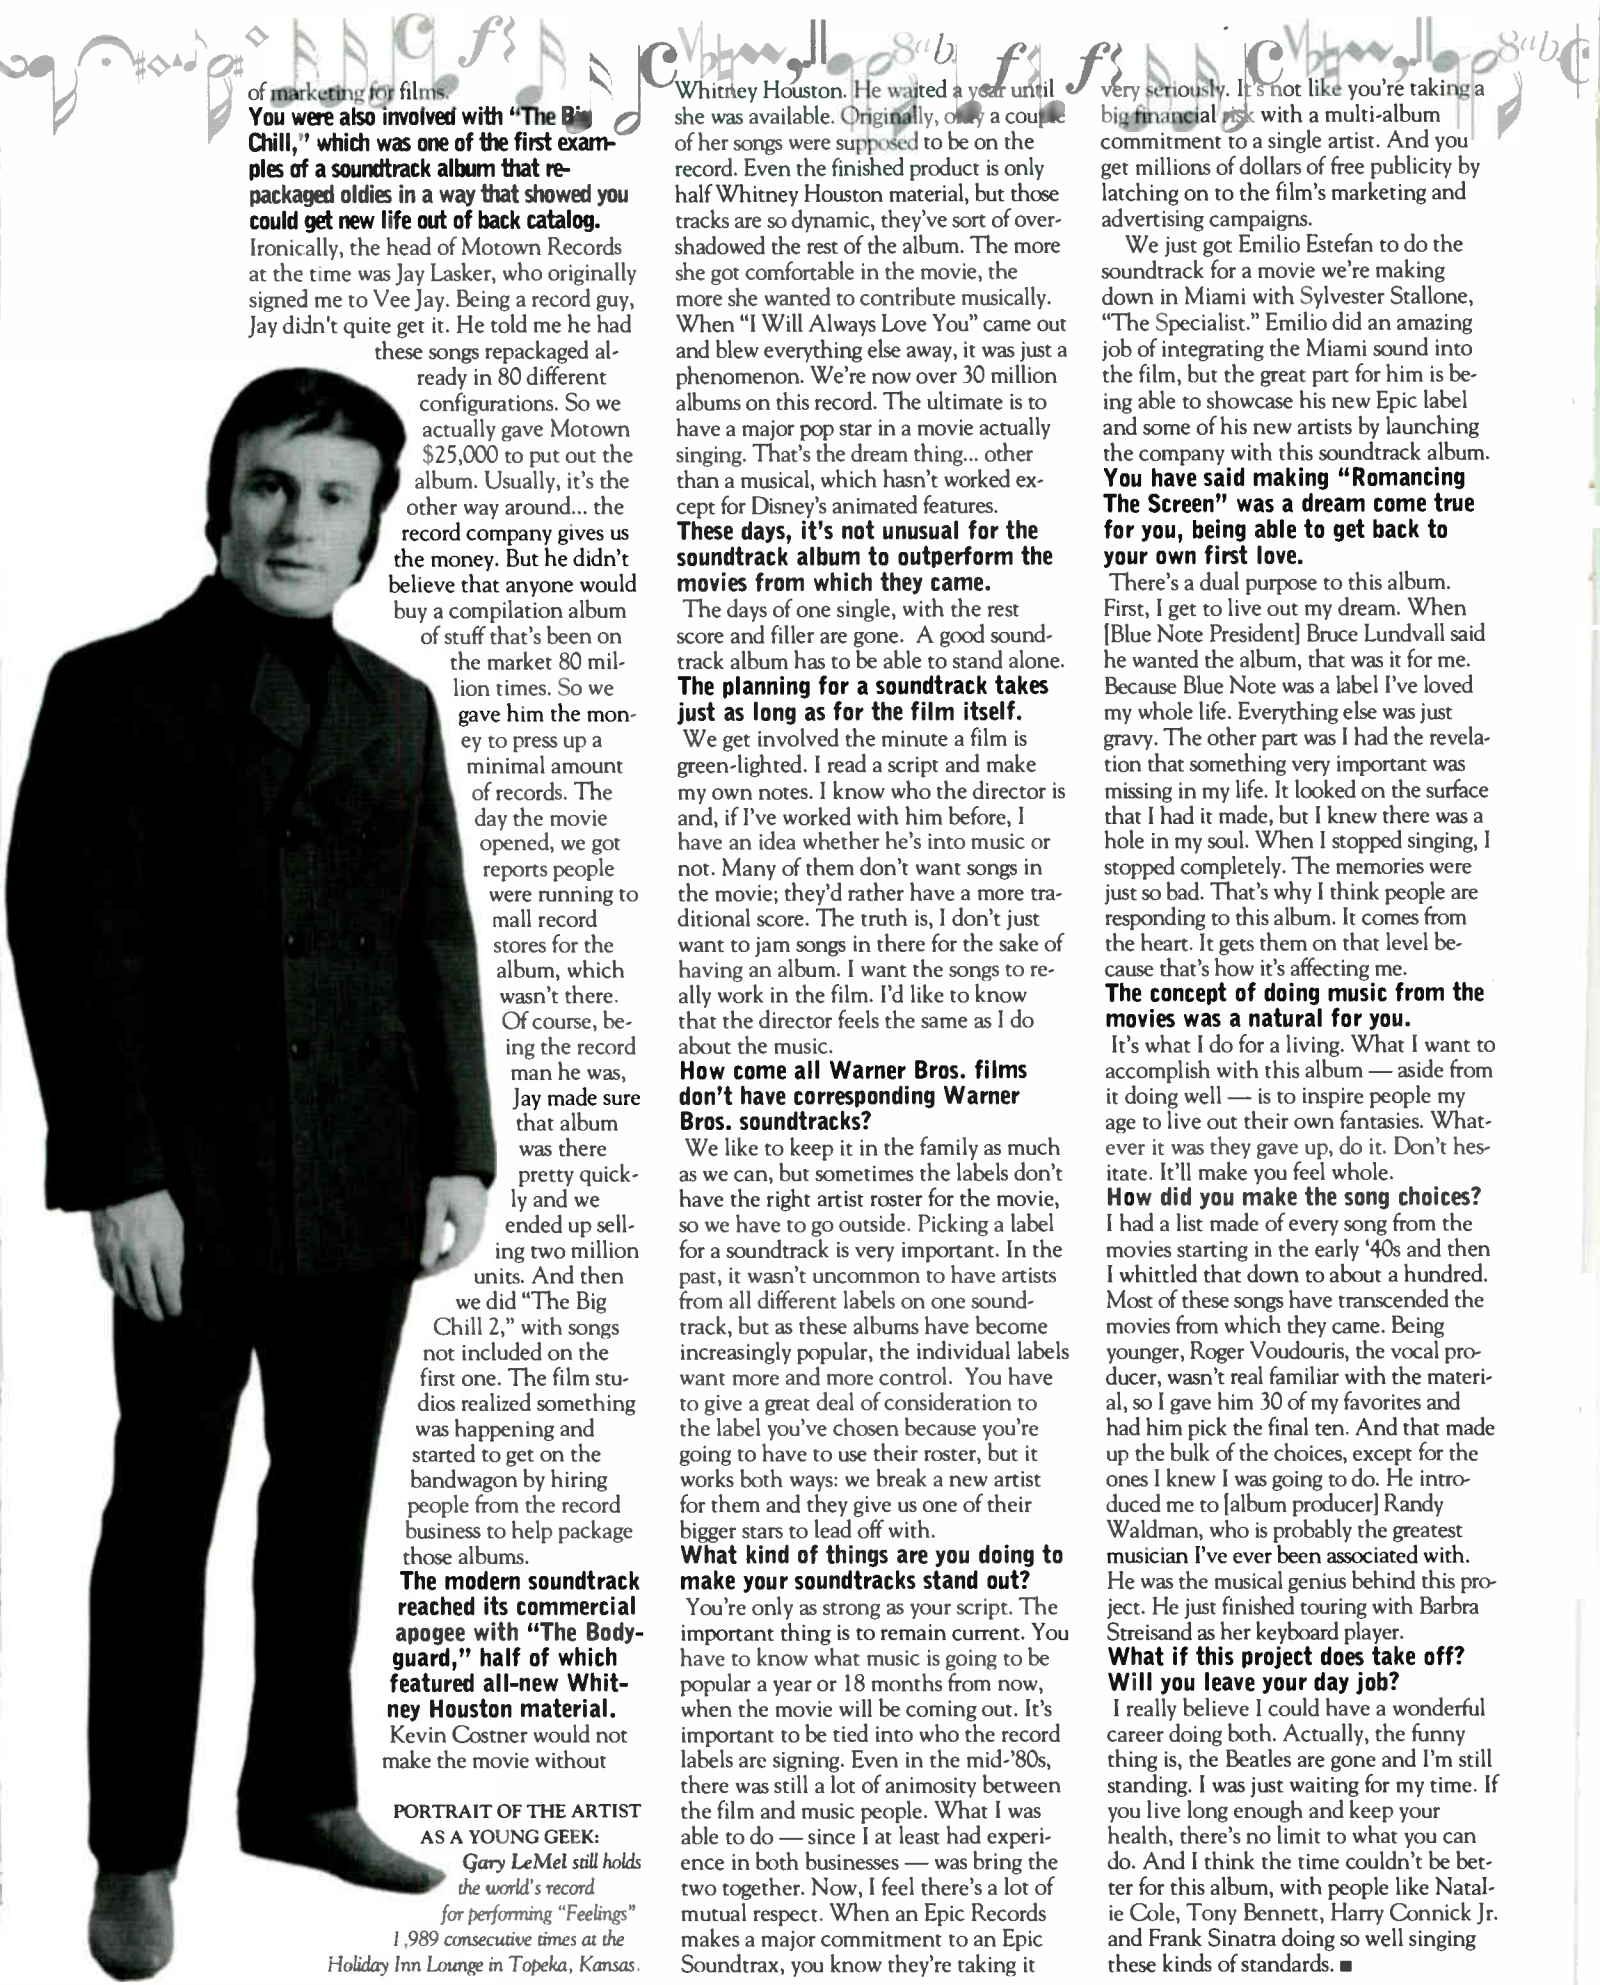 of marketing for films.
You were also involved with “The Big
Chill,” which was one of the first exam-
ples of a soundtrack album that re-
packaged oldies in a way that showed you
could get new life out of back catalog.
Ironically, the head of Motown Records
at the time was Jay Lasker, who originally
signed me to Vee Jay. Being a record guy,
Jay didn't quite get it. He told me he had
these songs repackaged al-
ready in 80 different
configurations. So we
actually gave Motown
$25,000 to put out the
album. Usually, it's the
other way around... the
record company gives us
the money. But he didn't
believe that anyone would
buy a compilation album
of stuff that's been on
the market 80 mil-
lion times. So we
gave him the mon-
ey to press up a
minimal amount
of records. The
day the movie
opened, we got
reports people
were running to
mall record
stores for the
album, which
wasn't there.
Of course, be-
ing the record
man he was,
Jay made sure
that album
was there
pretty quick-
ly and we
ended up sell-
ing two million
units. And then
we did “The Big
Chill 2,” with songs
not included on the
first one. The film stu-
dios realized something
was happening and
started to get on the
bandwagon by hiring
people from the record
business to help package
those albums.
The modern soundtrack
reached its commercial
apogee with “The Body-
guard,” half of which
featured all-new Whit-
ney Houston material.
Kevin Costner would not
make the movie without
PORTRAIT OF THE ARTIST
AS A YOUNG GEEK:
Gary LeMel still holds
the world's record
for performing “Feelings”
1,989 consecutive times at the
Holiday Inn Lounge in Topeka, Kansas.
Whitney Houston. He waited a year until
she was available. Originally, only a couple
of her songs were supposed to be on the
record. Even the finished product is only
half Whitney Houston material, but those
tracks are so dynamic, they've sort of over-
shadowed the rest of the album. The more
she got comfortable in the movie, the
more she wanted to contribute musically.
When “I Will Always Love You” came out
and blew everything else away, it was just a
phenomenon. We're now over 30 million
albums on this record. The ultimate is to
have a major pop star in a movie actually
singing. That's the dream thing... other
than a musical, which hasn't worked ex-
cept for Disney's animated features.
These days, it's not unusual for the
soundtrack album to outperform the
movies from which they came.
The days of one single, with the rest
score and filler are gone. A good sound-
track album has to be able to stand alone.
The planning for a soundtrack takes
just as long as for the film itself.
We get involved the minute a film is
green-lighted. I read a script and make
my own notes. I know who the director is
and, if I've worked with him before, I
have an idea whether he's into music or
not. Many of them don't want songs in
the movie; they'd rather have a more tra-
ditional score. The truth is, I don't just
want to jam songs in there for the sake of
having an album. I want the songs to re-
ally work in the film. I'd like to know
that the director feels the same as I do
about the music.
How come all Warner Bros. films
don't have corresponding Warner
Bros. soundtracks?
We like to keep it in the family as much
as we can, but sometimes the labels don't
have the right artist roster for the movie,
so we have to go outside. Picking a label
for a soundtrack is very important. In the
past, it wasn't uncommon to have artists
from all different labels on one sound-
track, but as these albums have become
increasingly popular, the individual labels
want more and more control. You have
to give a great deal of consideration to
the label you've chosen because you're
going to have to use their roster, but it
works both ways: we break a new artist
for them and they give us one of their
bigger stars to lead off with.
What kind of things are you doing to
make your soundtracks stand out?
You're only as strong as your script. The
important thing is to remain current. You
have to know what music is going to be
popular a year or 18 months from now,
when the movie will be coming out. It's
important to be tied into who the record
labels are signing. Even in the mid-'80s,
there was still a lot of animosity between
the film and music people. What I was
able to do — since I at least had experi-
ence in both businesses — was bring the
two together. Now, I feel there's a lot of
mutual respect. When an Epic Records
makes a major commitment to an Epic
Soundtrax, you know they're taking it
very seriously. It's not like you're taking a
big financial risk with a multi-album
commitment to a single artist. And you
get millions of dollars of free publicity by
latching on to the film's marketing and
advertising campaigns.
We just got Emilio Estefan to do the
soundtrack for a movie we're making
down in Miami with Sylvester Stallone,
“The Specialist.” Emilio did an amazing
job of integrating the Miami sound into
the film, but the great part for him is be-
ing able to showcase his new Epic label
and some of his new artists by launching
the company with this soundtrack album.
You have said making “Romancing
The Screen” was a dream come true
for you, being able to get back to
your own first love.
There's a dual purpose to this album.
First, I get to live out my dream. When
[Blue Note President] Bruce Lundvall said
he wanted the album, that was it for me.
Because Blue Note was a label I've loved
my whole life. Everything else was just
gravy. The other part was I had the revela-
tion that something very important was
missing in my life. It looked on the surface
that I had it made, but I knew there was a
hole in my soul. When I stopped singing, I
stopped completely. The memories were
just so bad. That's why I think people are
responding to this album. It comes from
the heart. It gets them on that level be-
cause that's how it's affecting me.
The concept of doing music from the
movies was a natural for you.
It's what I do for a living. What I want to
accomplish with this album — aside from
it doing well — is to inspire people my
age to live out their own fantasies. What-
ever it was they gave up, do it. Don't hes-
itate. It'll make you feel whole.
How did you make the song choices?
I had a list made of every song from the
movies starting in the early '40s and then
I whittled that down to about a hundred.
Most of these songs have transcended the
movies from which they came. Being
younger, Roger Voudouris, the vocal pro-
ducer, wasn't real familiar with the materi-
al, so I gave him 30 of my favorites and
had him pick the final ten. And that made
up the bulk of the choices, except for the
ones I knew I was going to do. He intro-
duced me to [album producer] Randy
Waldman, who is probably the greatest
musician I've ever been associated with.
He was the musical genius behind this pro-
ject. He just finished touring with Barbra
Streisand as her keyboard player.
What if this project does take off?
Will you leave your day job?
I really believe I could have a wonderful
career doing both. Actually, the funny
thing is, the Beatles are gone and I'm still
standing. I was just waiting for my time. If
you live long enough and keep your
health, there's no limit to what you can
do. And I think the time couldn't be bet-
ter for this album, with people like Natal-
ie Cole, Tony Bennett, Harry Connick Jr.
and Frank Sinatra doing so well singing
these kinds of standards. ■